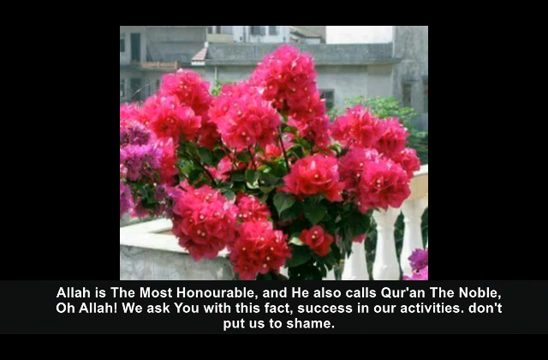 Allah is The Most Honourable, and He also calls Qur'an The Noble,
Oh Allah! We ask You with this fact, success in our activities. don't
put us to shame.